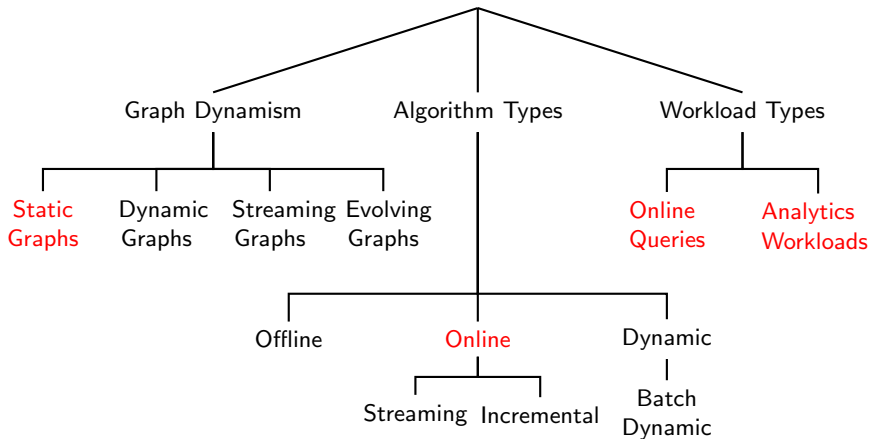 Graph Dynamism
Algorithm Types
Workload Types
Static
Graphs
Dynamic
Graphs
Streaming
Graphs
Evolving
Graphs
Online
Queries
Analytics
Workloads
Offline
Online
Dynamic
Streaming
Incremental
Batch
Dynamic